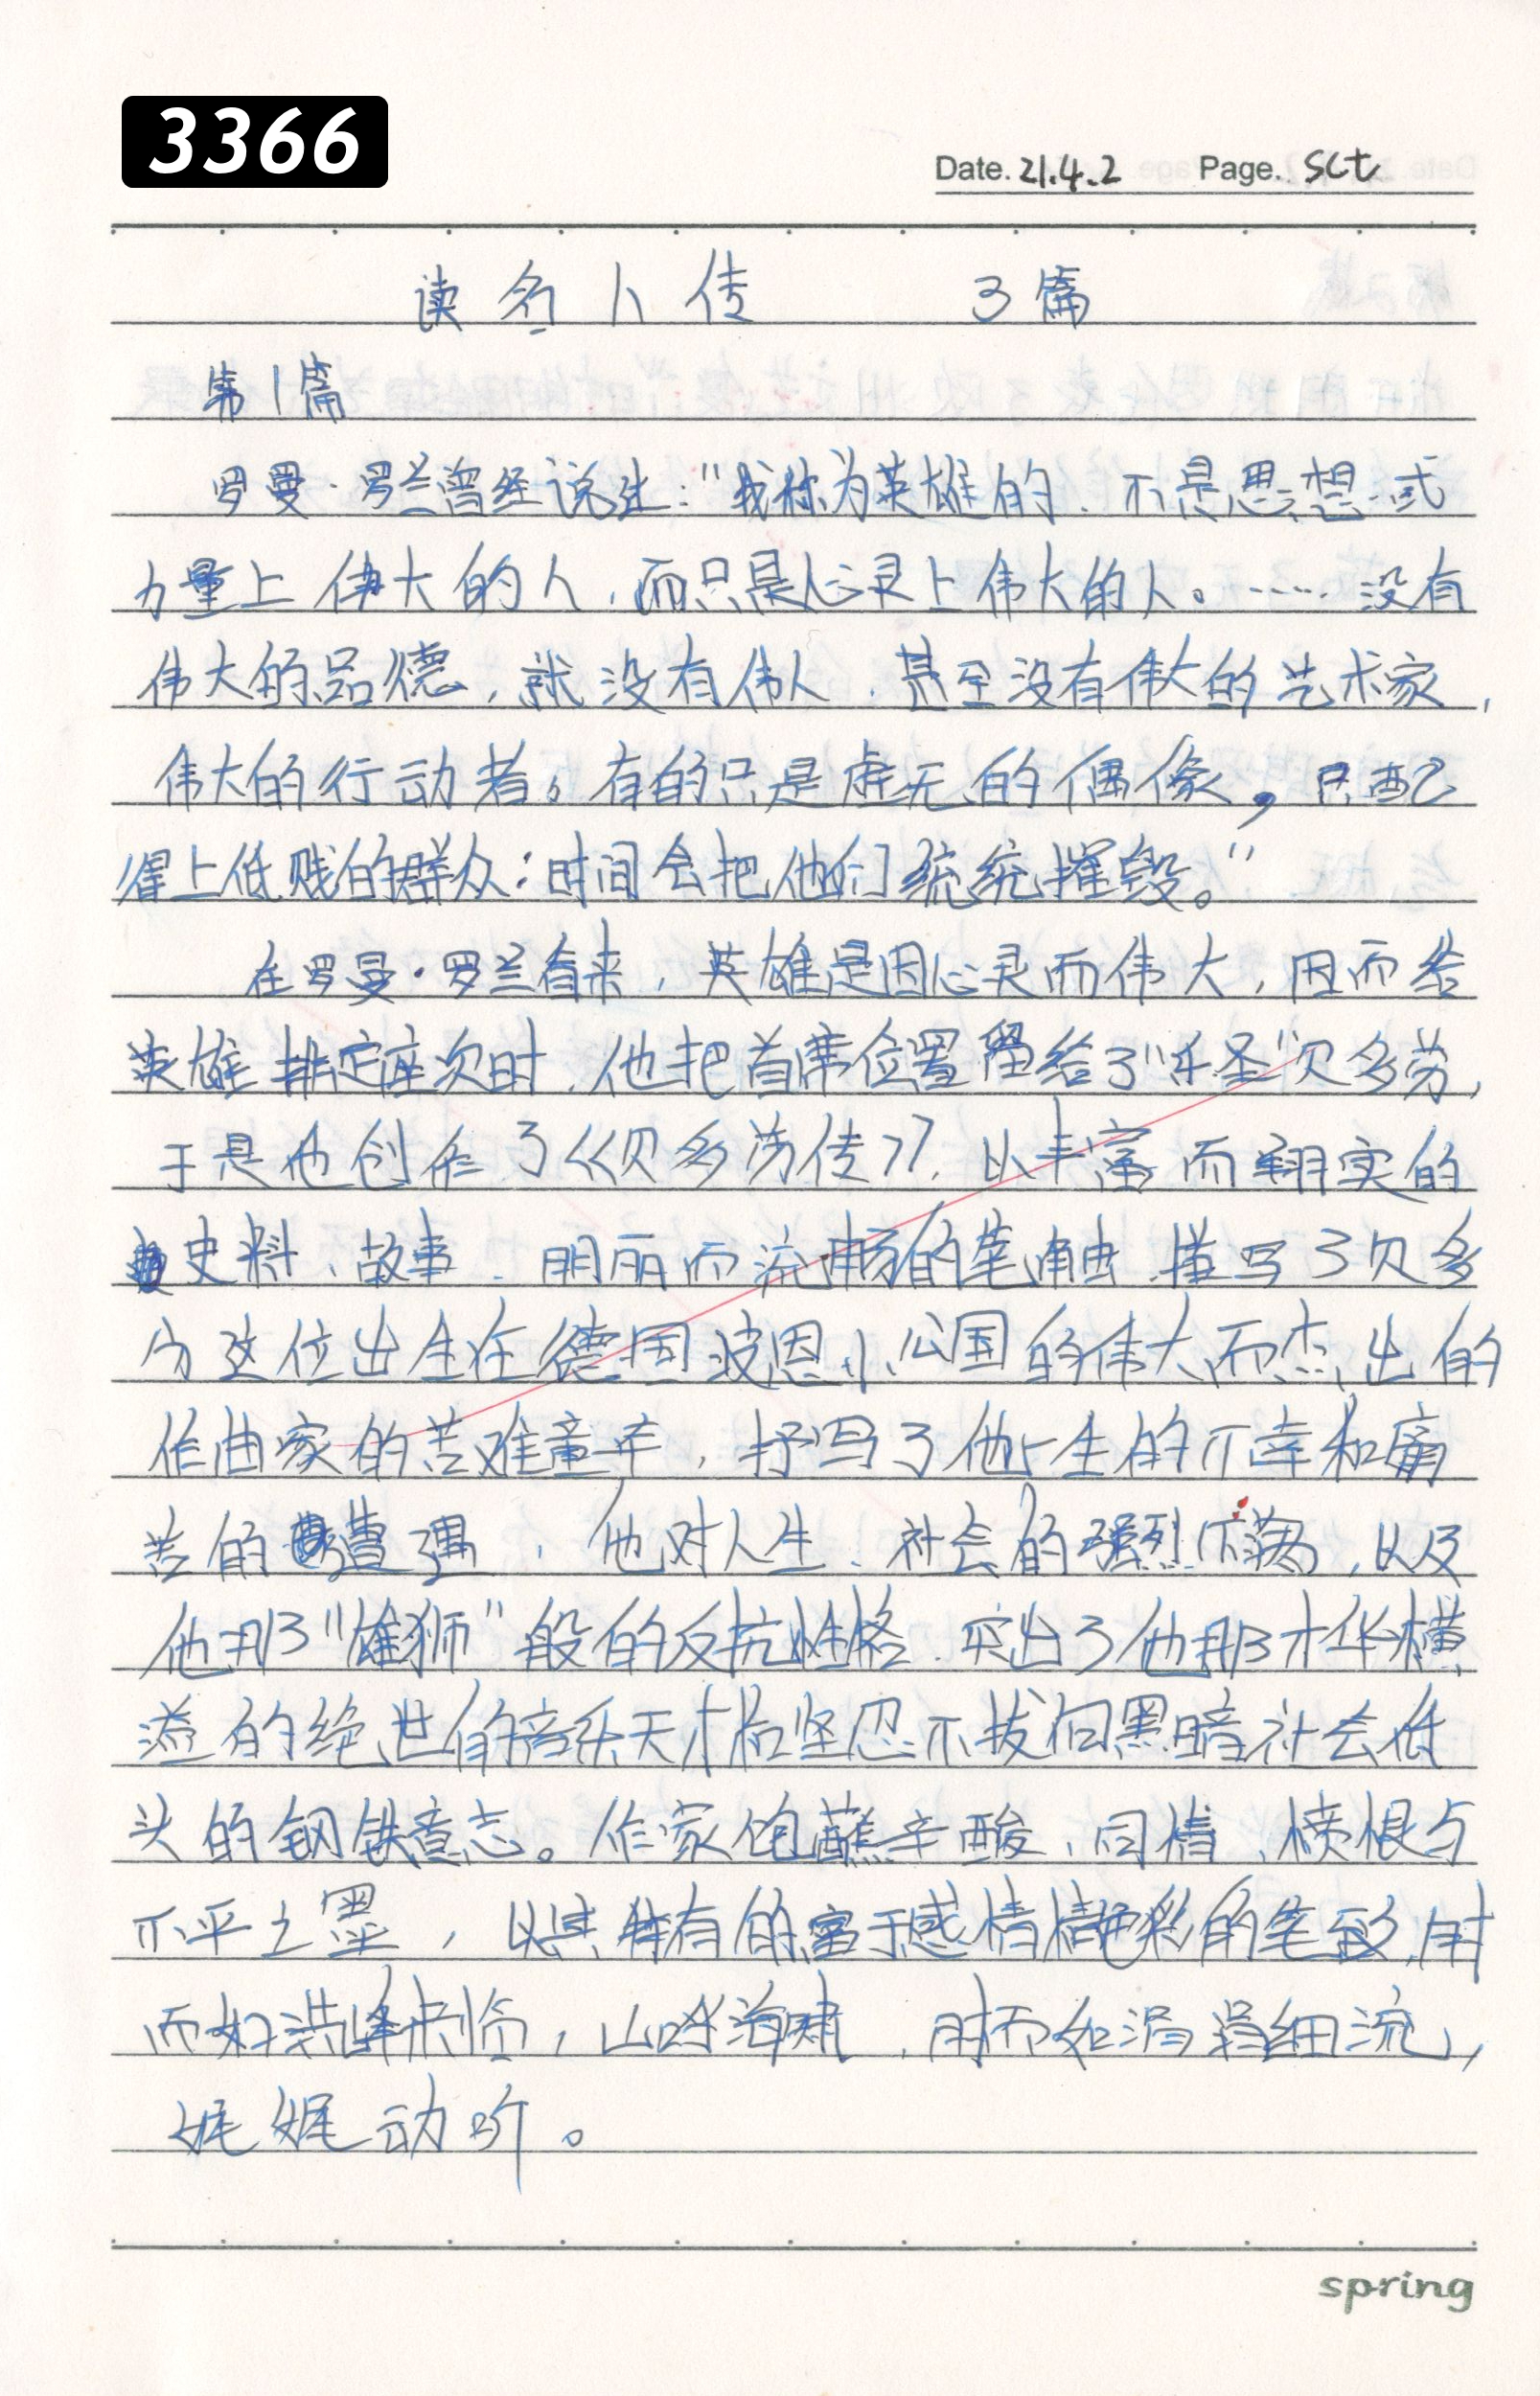 3366
Date. 21.4.2 Page. sct
读名人传 3篇
第1篇
罗曼·罗兰曾经说过:"我称为英雄的,不是思想或
力量上伟大的人,而只是心灵上伟大的人。……没有
伟大的品德,就没有伟人,甚至没有伟大的艺术家,
伟大的行动者。有的只是虚无的偶像,只配
得上低贱的群众:时间会把他们统统摧毁。"
在罗曼·罗兰看来,英雄是因心灵而伟大,因而给
英雄排定座次时,他把首席位置留给了"乐圣"贝多芬,
于是他创作了《贝多芬传》,以丰富而翔实的
史料、故事、明丽而流畅的笔触,描写了贝多
芬这位出生在德国波恩小公国的伟大而杰出的
作曲家的苦难童年,抒写了他一生的不幸和痛
苦的遭遇,他对人生、社会的强烈不满,以及
他那"雄狮"般的反抗性格,突出了他那才华横
溢的绝世的音乐天才和坚忍不拔向黑暗社会低
头的钢铁意志。作家饱蘸辛酸、同情、愤恨与
不平之墨,以其特有的富于感情情色彩的笔致,时
而如洪峰来临,山呼海啸,时而如涓涓细流,
娓娓动听。
spring